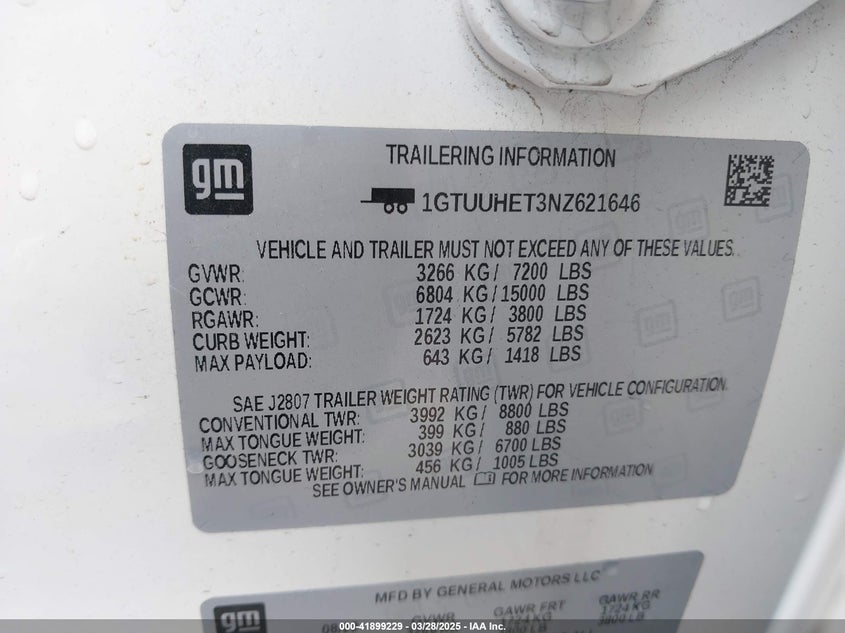 gm
TRAILERING INFORMATION
1GTUUHET3NZ621646
VEHICLE AND TRAILER MUST NOT EXCEED ANY OF THESE VALUES.
GVWR: 3266 KG/ 7200 LBS
GCWR: 6804 KG/15000 LBS
RGAWR: 1724 KG/ 3800 LBS
CURB WEIGHT: 2623 KG/ 5782 LBS
MAX PAYLOAD: 643 KG/ 1418 LBS
SAE J2807 TRAILER WEIGHT RATING (TWR) FOR VEHICLE CONFIGURATION.
CONVENTIONAL TWR: 3992 KG/ 8800 LBS
MAX TONGUE WEIGHT: 399 KG/ 880 LBS
GOOSENECK TWR: 3039 KG/ 6700 LBS
MAX TONGUE WEIGHT: 456 KG/ 1005 LBS
SEE OWNER'S MANUAL FOR MORE INFORMATION
gm
MFD BY GENERAL MOTORS LLC
GVWR GAWR FRT GAWR RR
1724 KG
3800 LB
000-41899229 - 03/28/2025 - IAA Inc.